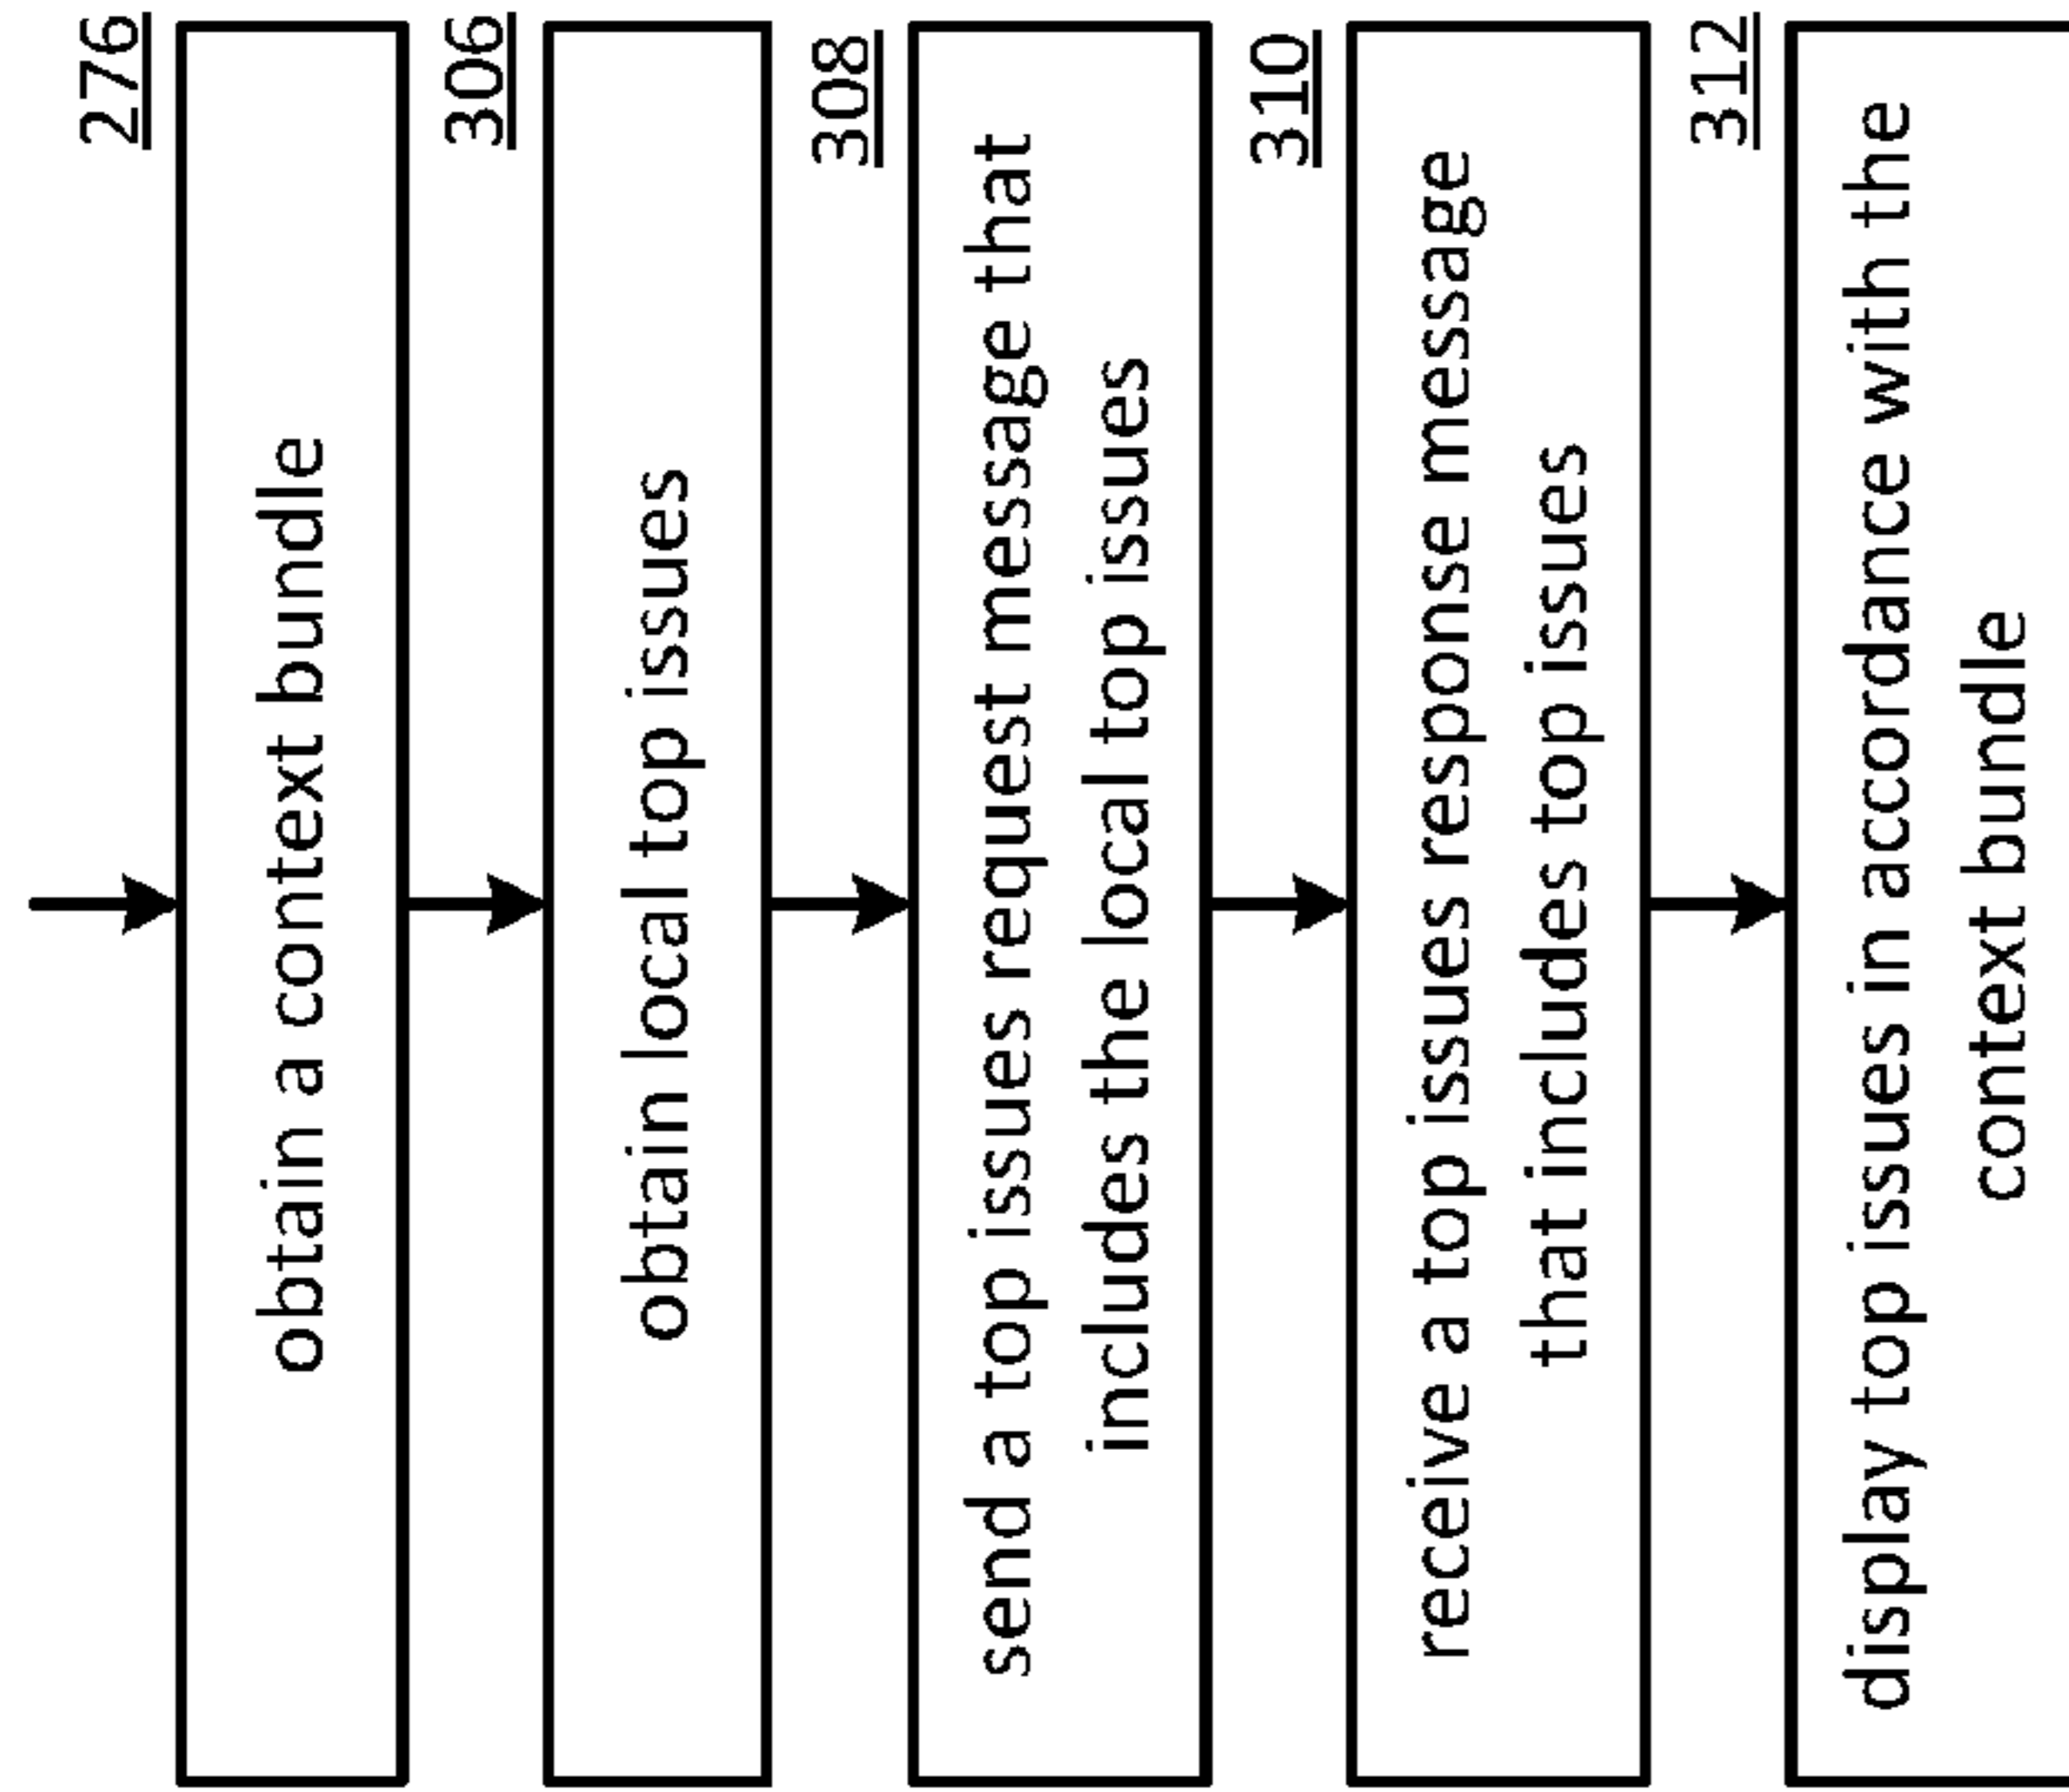 276
obtain a context bundle
306
obtain local top issues
308
send a top issues request message that
includes the local top issues
310
receive a top issues response message
that includes top issues
312
display top issues in accordance with the
context bundle